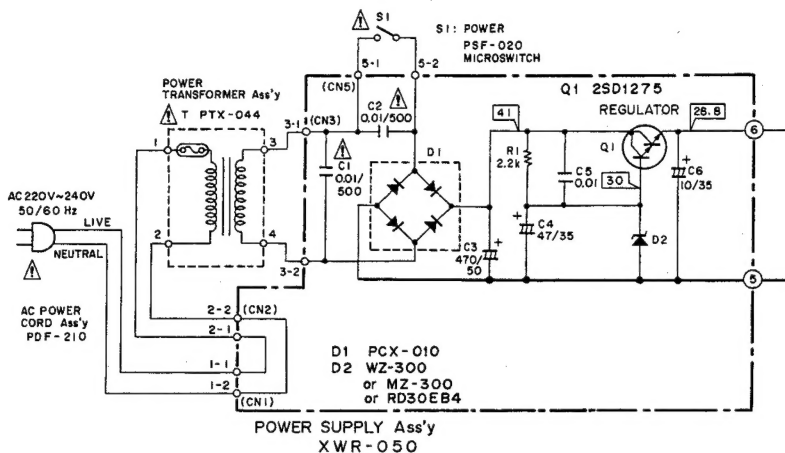 S1
S1: POWER
PSF-020
MICROSWITCH
5-1
5-2
(CN5)
POWER
TRANSFORMER Ass'y
T PTX-044
3-1
(CN3)
C2
0.01/500
Q1 2SD1275
REGULATOR
41
28.8
6
1
3
C1
0.01/
500
D1
R1
2.2k
C5
0.01
Q1
30
C6
10/35
AC 220V~240V
50/60 Hz
LIVE
NEUTRAL
2
4
3-2
C3
470/
50
C4
47/35
D2
5
AC POWER
CORD Ass'y
PDF-210
2-2
(CN2)
2-1
1-1
1-2
(CN1)
D1 PCX-010
D2 WZ-300
or MZ-300
or RD30EB4
POWER SUPPLY Ass'y
XWR-050